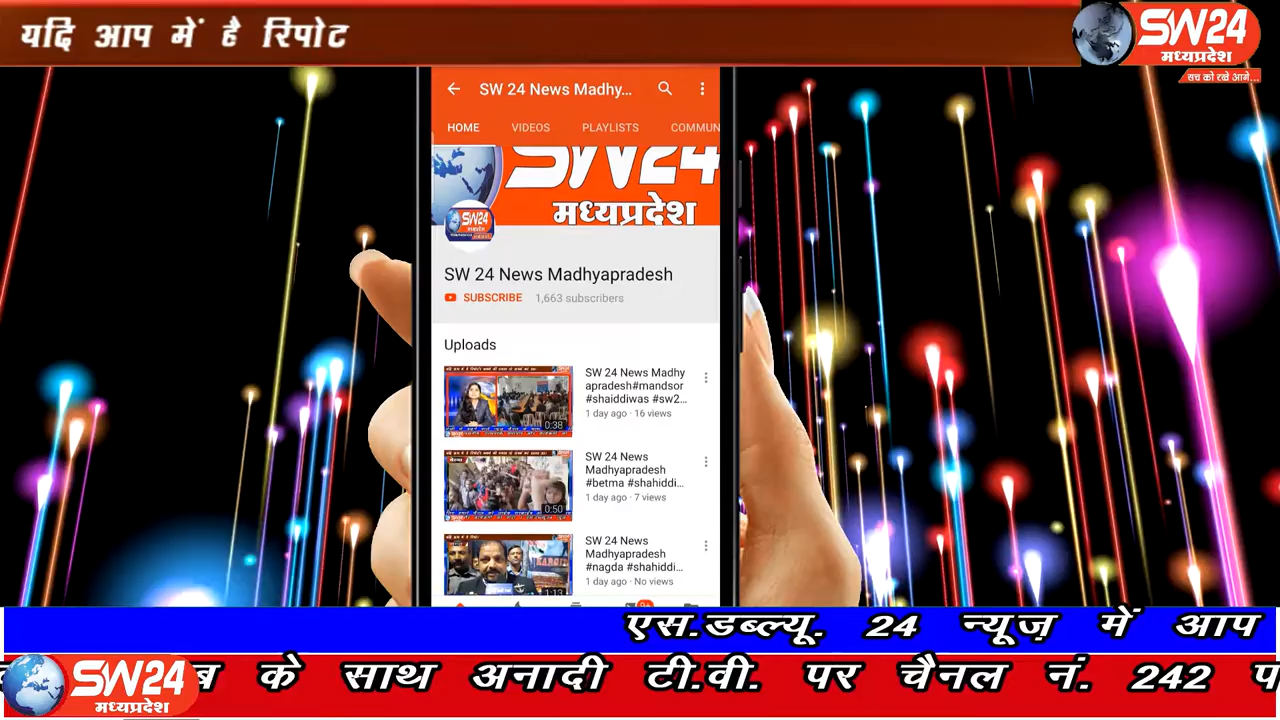 यदि आप में है रिपोट
SW24
मध्यप्रदेश
सच को रखे आगे...
SW 24 News Madhy...
HOME VIDEOS PLAYLISTS COMMUN
SW24
मध्यप्रदेश
SW24
SW 24 News Madhyapradesh
SUBSCRIBE 1,663 subscribers
Uploads
SW 24 News Madhy
apradesh#mandsor
#shaiddiwas #sw2...
1 day ago · 16 views
0:38
SW 24 News
Madhyapradesh
#betma #shahiddi...
1 day ago · 7 views
0:50
SW 24 News
Madhyapradesh
#nagda #shahiddi...
1 day ago · No views
1:13
एस.डब्ल्यू. 24 न्यूज़ में आप
ब के साथ अनादी टी.वी. पर चैनल नं. 242 प
SW24
मध्यप्रदेश